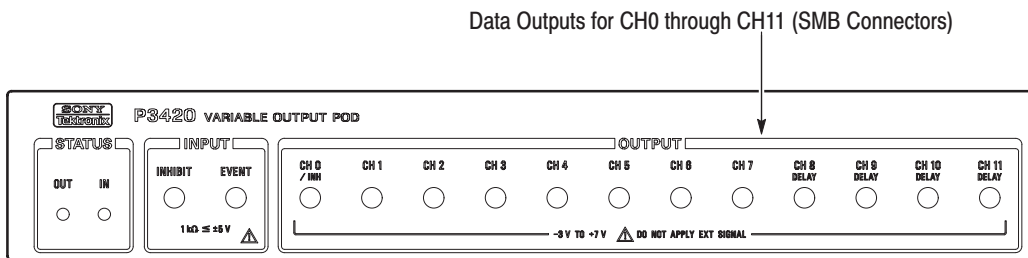 Data Outputs for CH0 through CH11 (SMB Connectors)
SONY
Tektronix
P3420 VARIABLE OUTPUT POD
STATUS
INPUT
OUTPUT
OUT
IN
INHIBIT
EVENT
1 kΩ ≤ ±5 V
CH 0
/ INH
CH 1
CH 2
CH 3
CH 4
CH 5
CH 6
CH 7
CH 8
DELAY
CH 9
DELAY
CH 10
DELAY
CH 11
DELAY
–3 V TO +7 V
DO NOT APPLY EXT SIGNAL